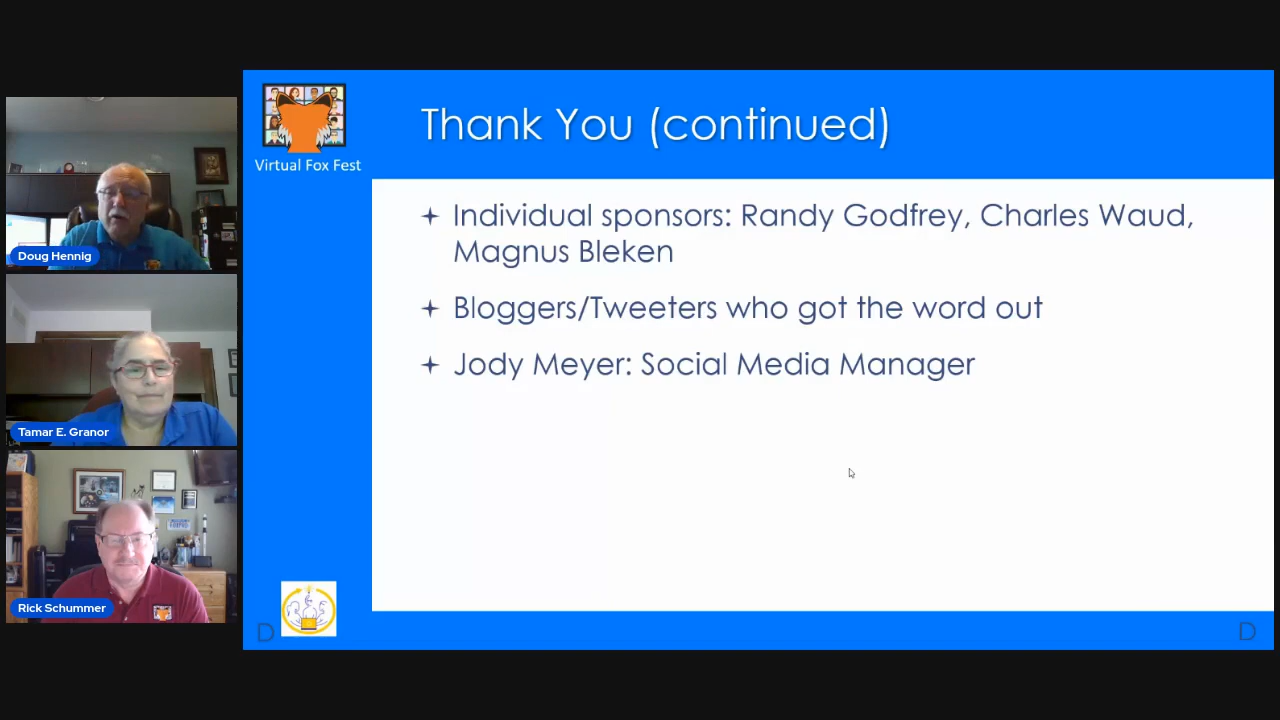 Doug Hennig
Tamar E. Granor
Rick Schummer
Virtual Fox Fest
Thank You (continued)
Individual sponsors: Randy Godfrey, Charles Waud,
Magnus Bleken
Bloggers/Tweeters who got the word out
Jody Meyer: Social Media Manager
D
D